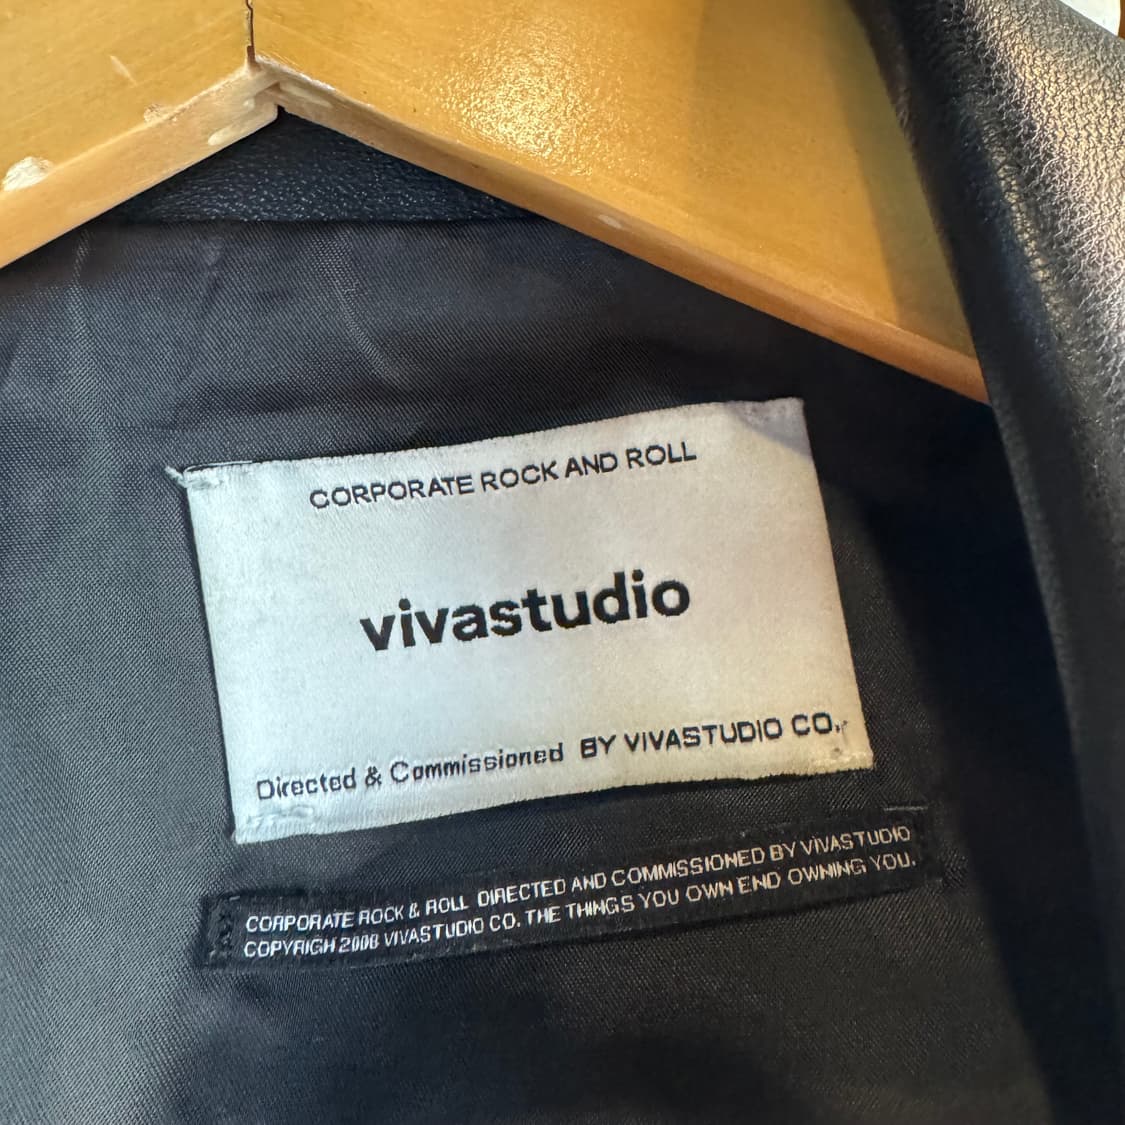 CORPORATE ROCK AND ROLL
vivastudio
Directed & Commissioned BY VIVASTUDIO CO.
CORPORATE ROCK & ROLL DIRECTED AND COMMISSIONED BY VIVASTUDIO
COPYRIGH 2008 VIVASTUDIO CO. THE THINGS YOU OWN END OWNING YOU.